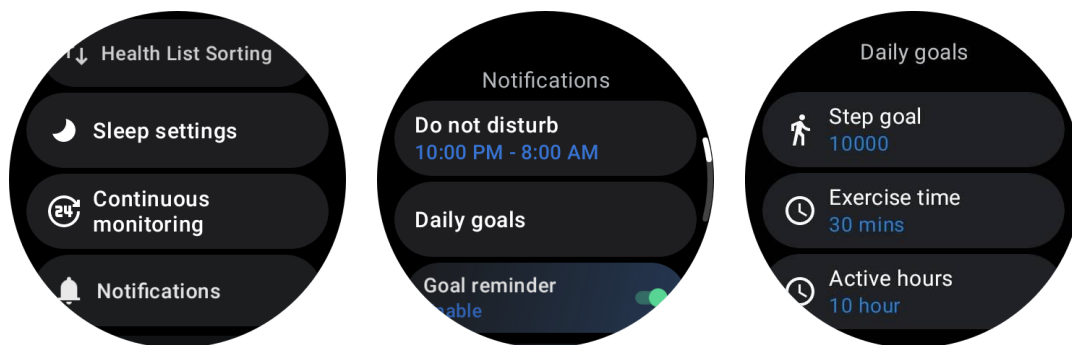 Health List Sorting
Sleep settings
24
Continuous
monitoring
Notifications
Notifications
Do not disturb
10:00 PM - 8:00 AM
Daily goals
Goal reminder
Daily goals
Step goal
10000
Exercise time
30 mins
Active hours
10 hour